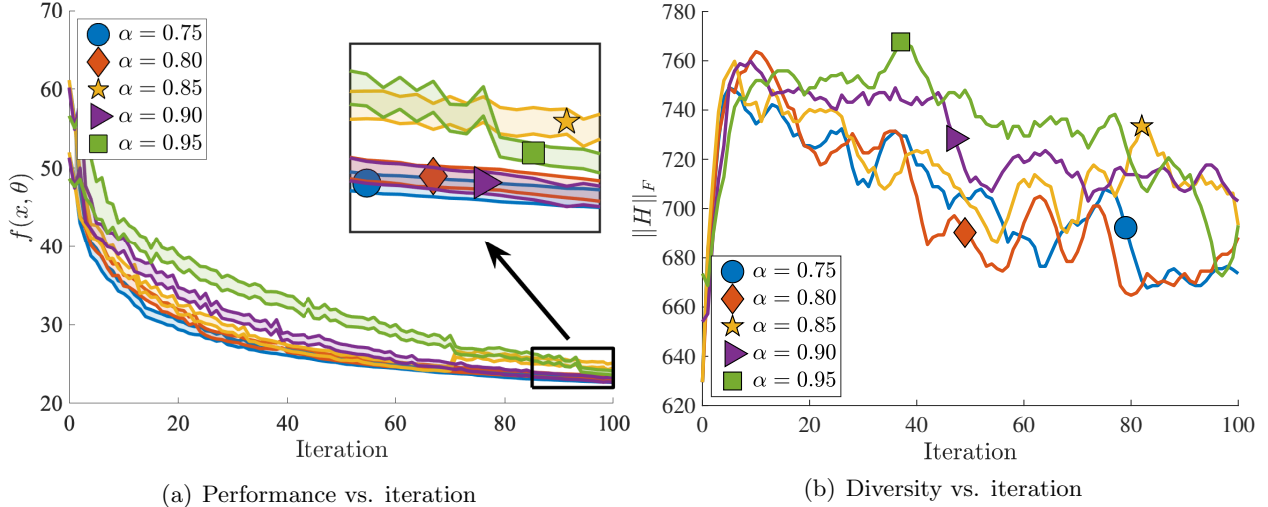 70
60
50
40
30
20
f(x, θ)
α = 0.75
α = 0.80
α = 0.85
α = 0.90
α = 0.95
0 20 40 60 80 100
Iteration
(a) Performance vs. iteration
780
760
740
720
700
680
660
640
620
||H||_F
α = 0.75
α = 0.80
α = 0.85
α = 0.90
α = 0.95
0 20 40 60 80 100
Iteration
(b) Diversity vs. iteration